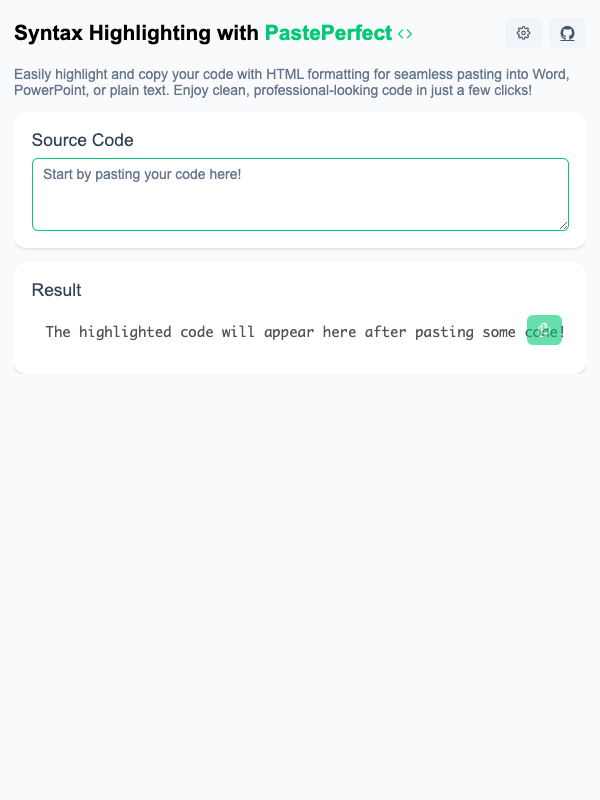 Syntax Highlighting with PastePerfect <>
Easily highlight and copy your code with HTML formatting for seamless pasting into Word,
PowerPoint, or plain text. Enjoy clean, professional-looking code in just a few clicks!
Source Code
Start by pasting your code here!
Result
The highlighted code will appear here after pasting some code!